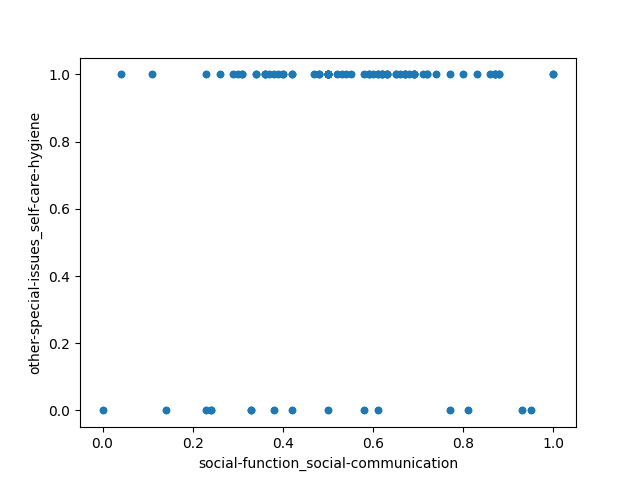 1.0
0.8
0.6
0.4
0.2
0.0
other-special-issues_self-care-hygiene
0.0 0.2 0.4 0.6 0.8 1.0
social-function_social-communication